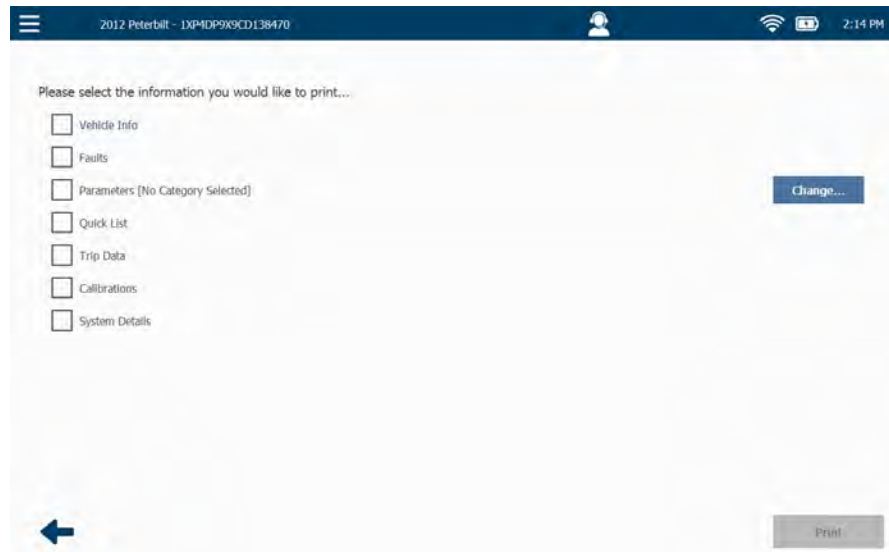 2012 Peterbilt - 1XP4DP9X9CD138470
2:14 PM
Please select the information you would like to print...
Vehicle Info
Faults
Parameters [No Category Selected]
Change...
Quick List
Trip Data
Calibrations
System Details
Print